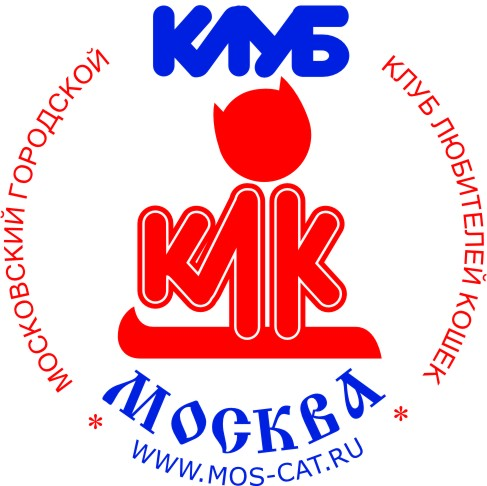 КЛУБ
МОСКОВСКИЙ ГОРОДСКОЙ
КЛУБ ЛЮБИТЕЛЕЙ КОШЕК
КЛК
* МОСКВА *
WWW.MOS-CAT.RU